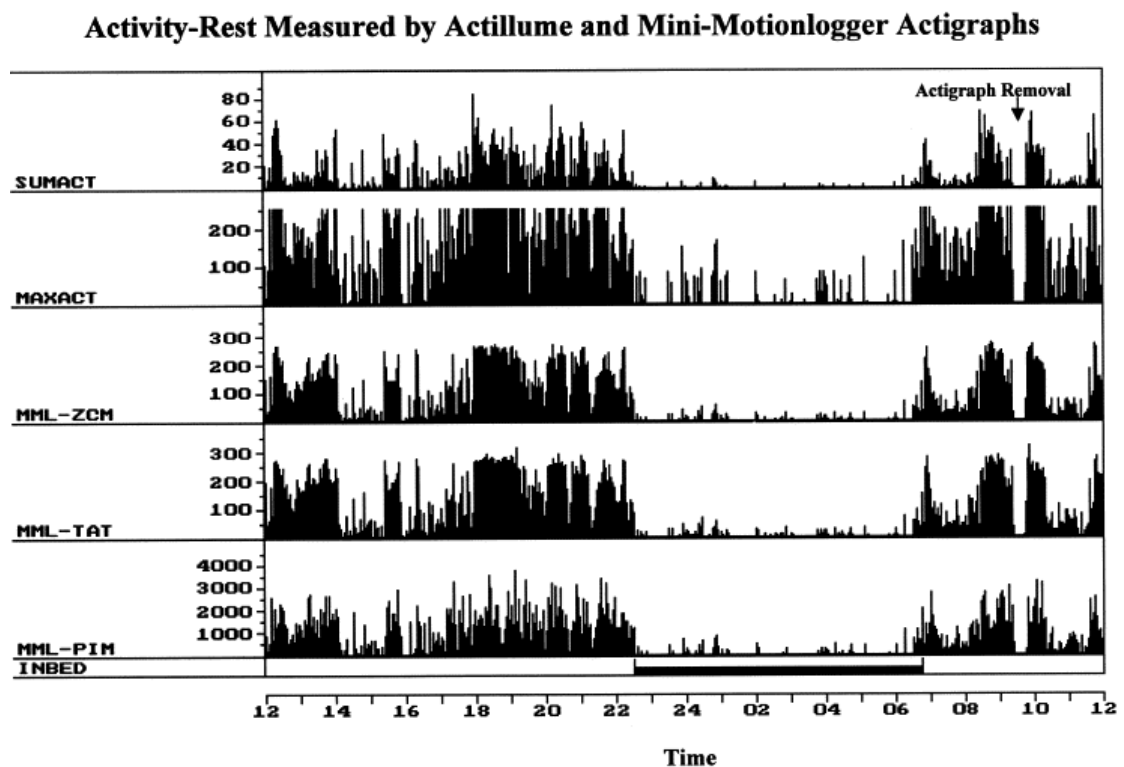 Activity-Rest Measured by Actillume and Mini-Motionlogger Actigraphs
Actigraph Removal
80
60
40
20
SUMACT
200
100
MAXACT
300
200
100
MML-ZCM
300
200
100
MML-TAT
4000
3000
2000
1000
MML-PIM
INBED
12 14 16 18 20 22 24 02 04 06 08 10 12
Time